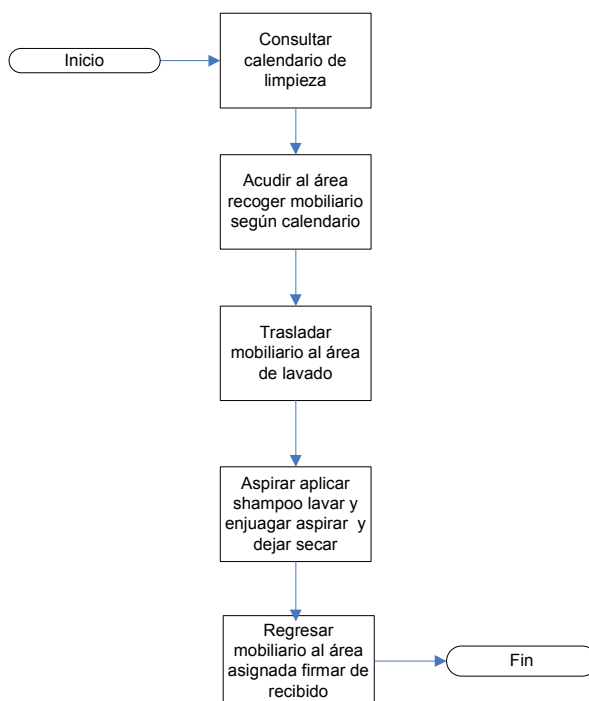 Inicio
Consultar
calendario de
limpieza
Acudir al área
recoger mobiliario
según calendario
Trasladar
mobiliario al área
de lavado
Aspirar aplicar
shampoo lavar y
enjuagar aspirar y
dejar secar
Regresar
mobiliario al área
asignada firmar de
recibido
Fin